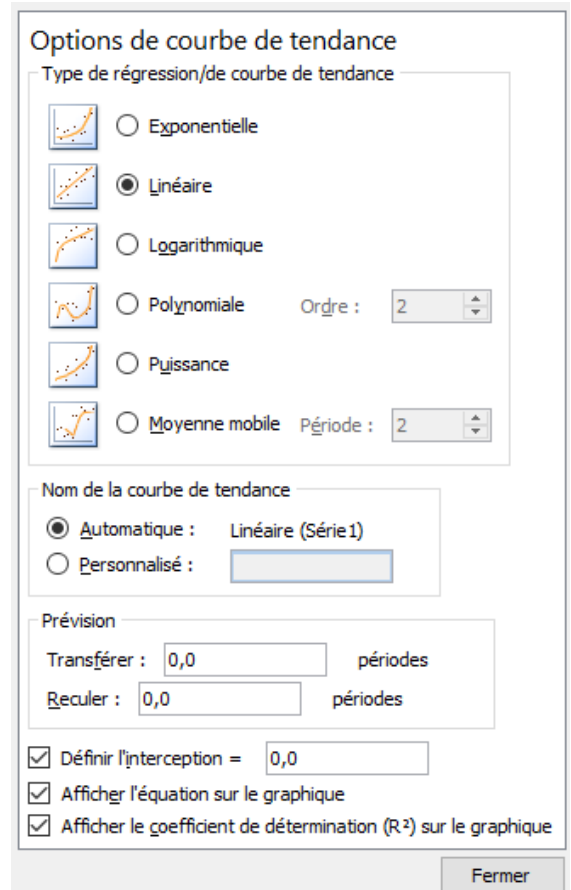 Options de courbe de tendance
Type de régression/de courbe de tendance
Exponentielle
Linéaire
Logarithmique
Polynomiale Ordre : 2
Puissance
Moyenne mobile Période : 2
Nom de la courbe de tendance
Automatique : Linéaire (Série1)
Personnalisé :
Prévision
Transférer : 0,0 périodes
Reculer : 0,0 périodes
Définir l'interception = 0,0
Afficher l'équation sur le graphique
Afficher le coefficient de détermination (R²) sur le graphique
Fermer